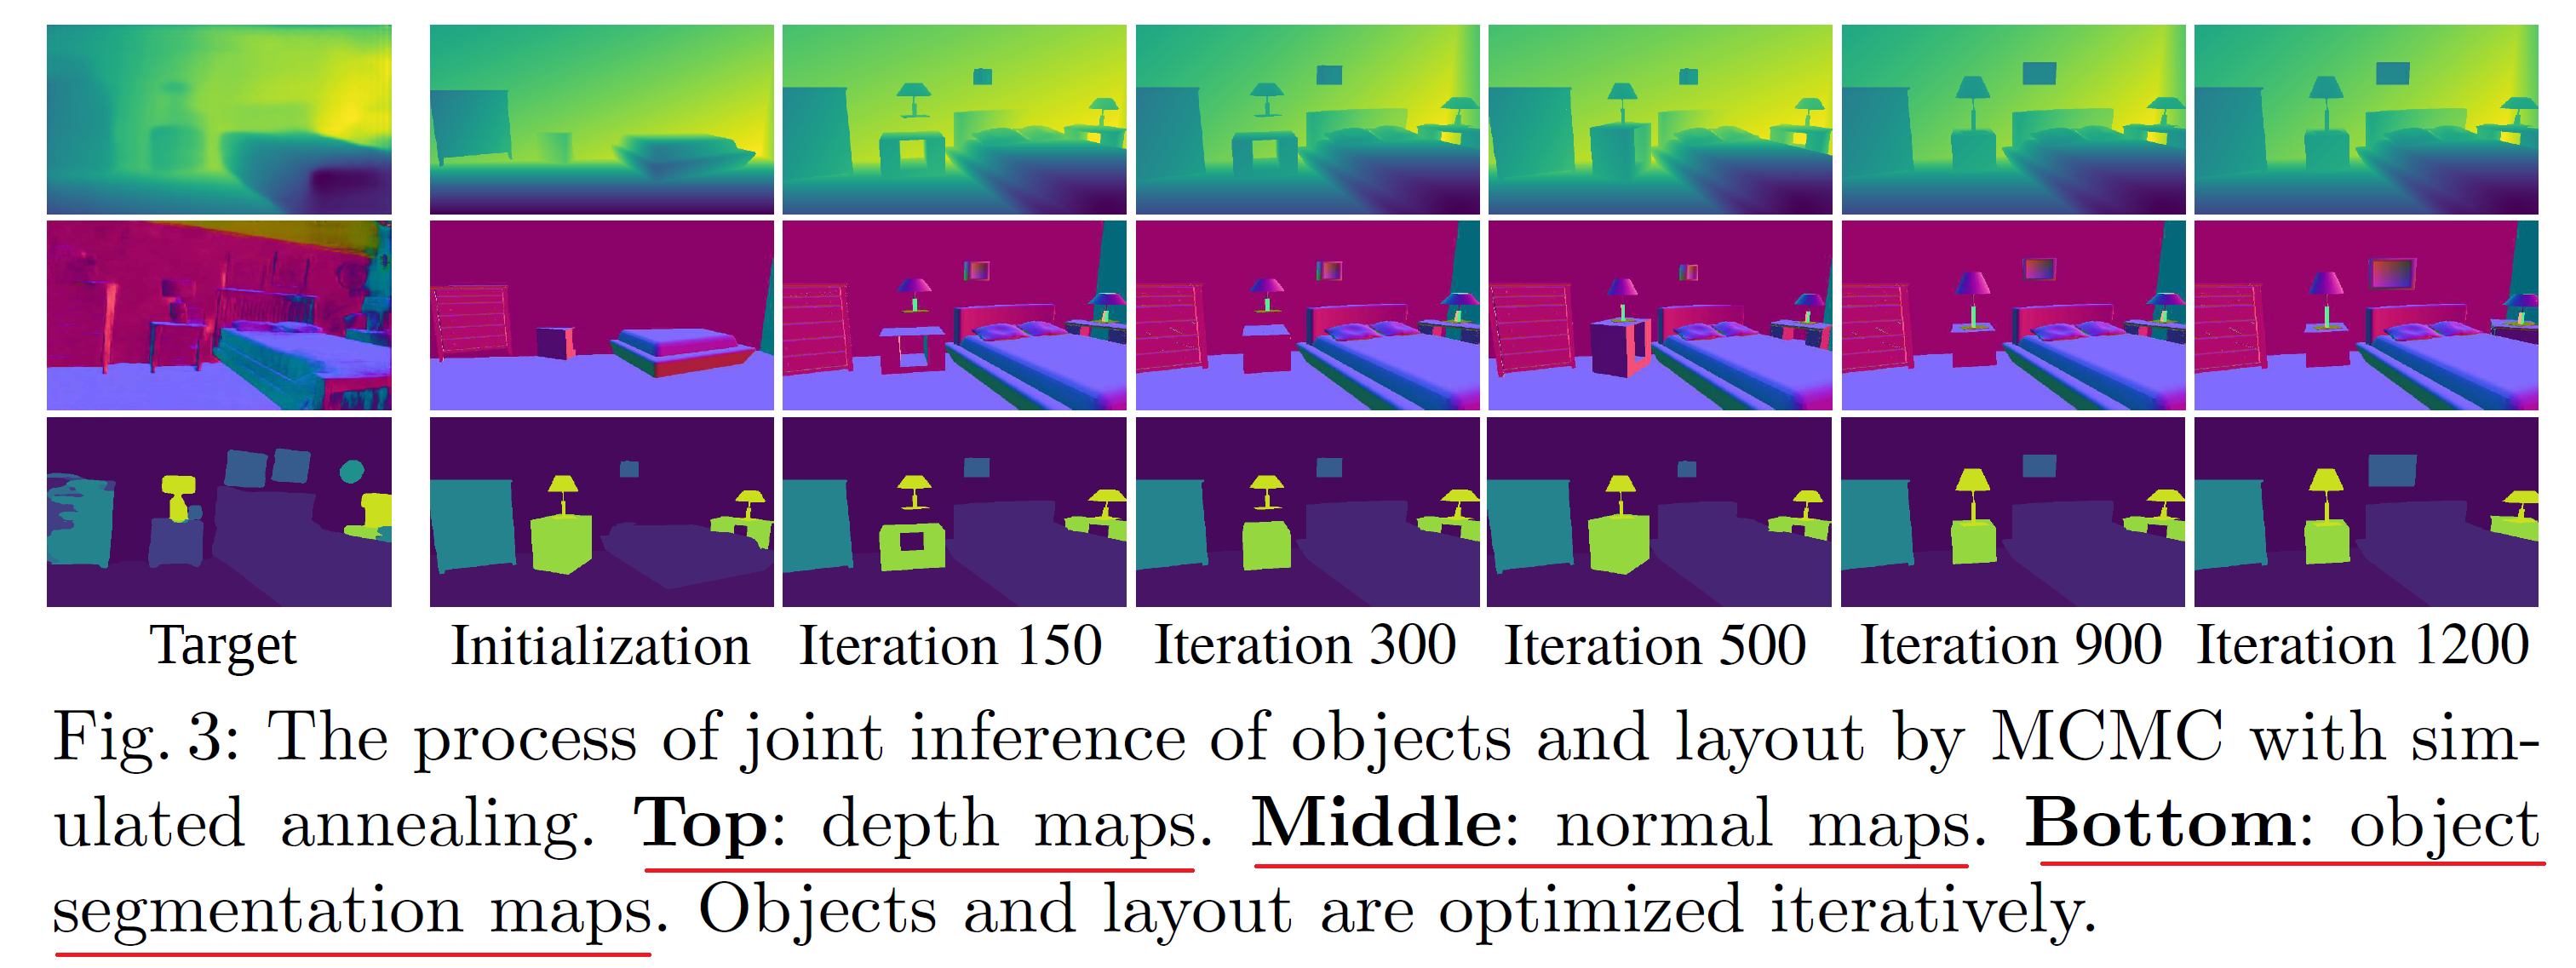 Target Initialization Iteration 150 Iteration 300 Iteration 500 Iteration 900 Iteration 1200
Fig. 3: The process of joint inference of objects and layout by MCMC with sim-
ulated annealing. Top: depth maps. Middle: normal maps. Bottom: object
segmentation maps. Objects and layout are optimized iteratively.